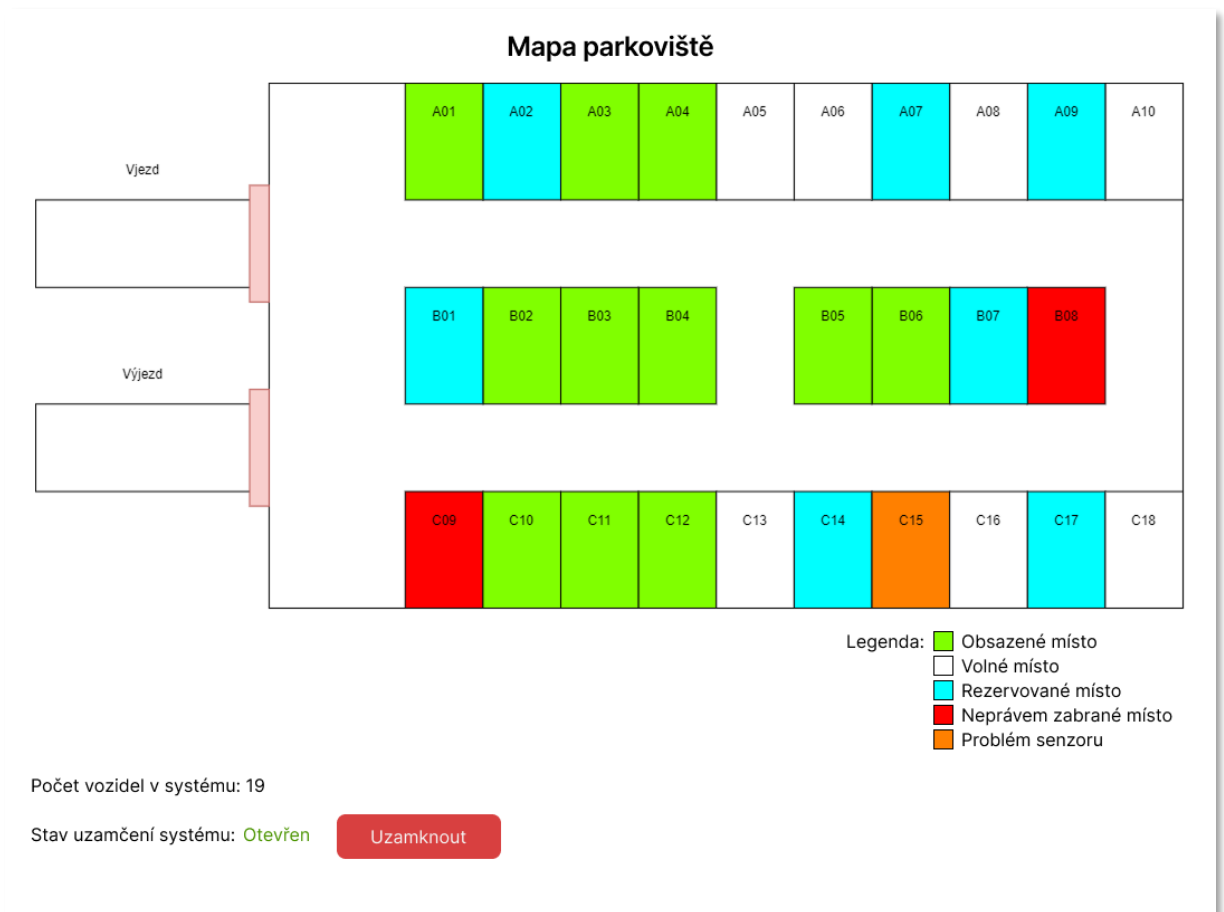 Mapa parkoviště
A01 A02 A03 A04 A05 A06 A07 A08 A09 A10
Vjezd
B01 B02 B03 B04 B05 B06 B07 B08
Výjezd
C09 C10 C11 C12 C13 C14 C15 C16 C17 C18
Legenda: Obsazené místo
Volné místo
Rezervované místo
Neprávem zabrané místo
Problém senzoru
Počet vozidel v systému: 19
Stav uzamčení systému: Otevřen Uzamknout